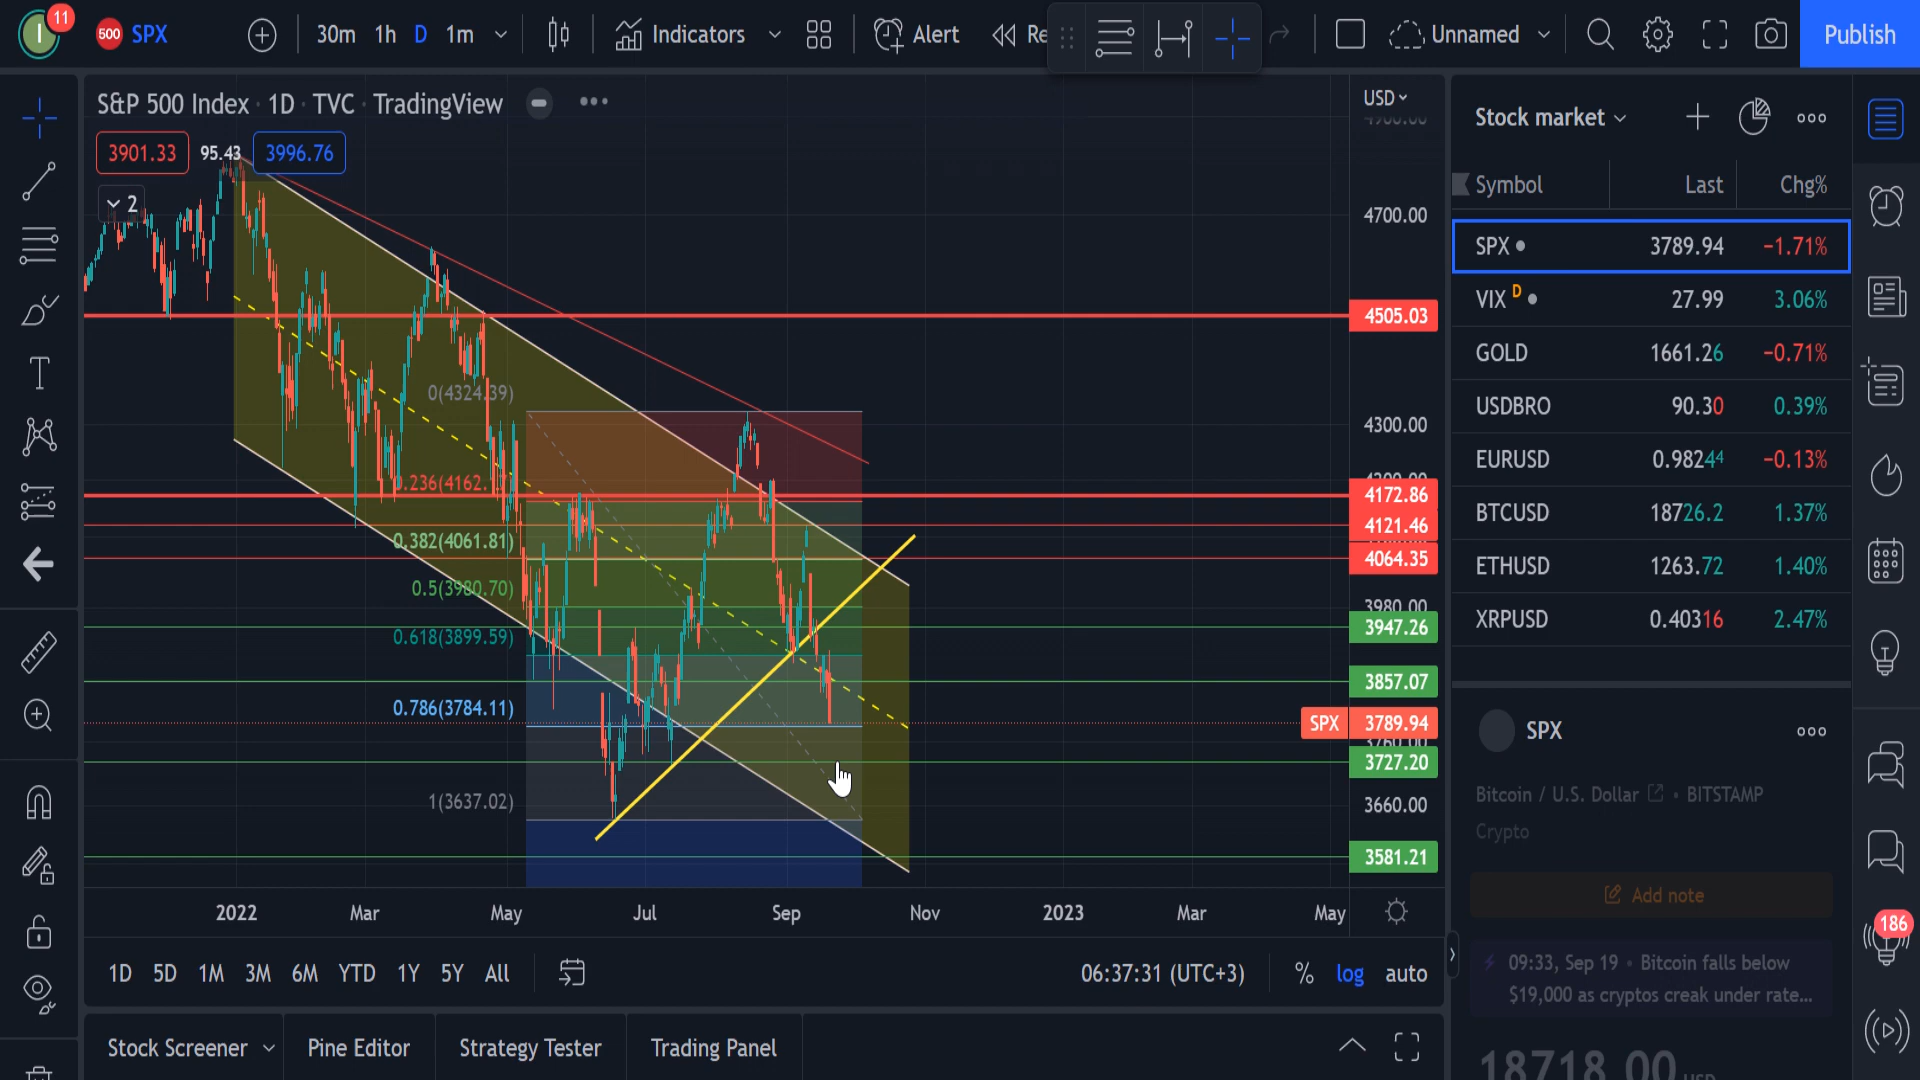 I 11 500 SPX 30m 1h D 1m Indicators Alert Re Unnamed Publish
S&P 500 Index · 1D · TVC · TradingView
3901.33 95.43 3996.76
2
USD
4700.00
4505.03
4300.00
4172.86
4121.46
4064.35
3980.00
3947.26
3857.07
SPX 3789.94
3727.20
3660.00
3581.21
0(4324.39)
0.236(4162.
0.382(4061.81)
0.5(3980.70)
0.618(3899.59)
0.786(3784.11)
1(3637.02)
2022 Mar May Jul Sep Nov 2023 Mar May
1D 5D 1M 3M 6M YTD 1Y 5Y All 06:37:31 (UTC+3) % log auto
Stock Screener Pine Editor Strategy Tester Trading Panel
Stock market
Symbol Last Chg%
SPX 3789.94 −1.71%
VIX D 27.99 3.06%
GOLD 1661.26 −0.71%
USDBRO 90.30 0.39%
EURUSD 0.98244 −0.13%
BTCUSD 18726.2 1.37%
ETHUSD 1263.72 1.40%
XRPUSD 0.40316 2.47%
SPX
Bitcoin / U.S. Dollar • BITSTAMP
Crypto
Add note
09:33, Sep 19 • Bitcoin falls below
$19,000 as cryptos creak under rate...
18718.00 USD
186